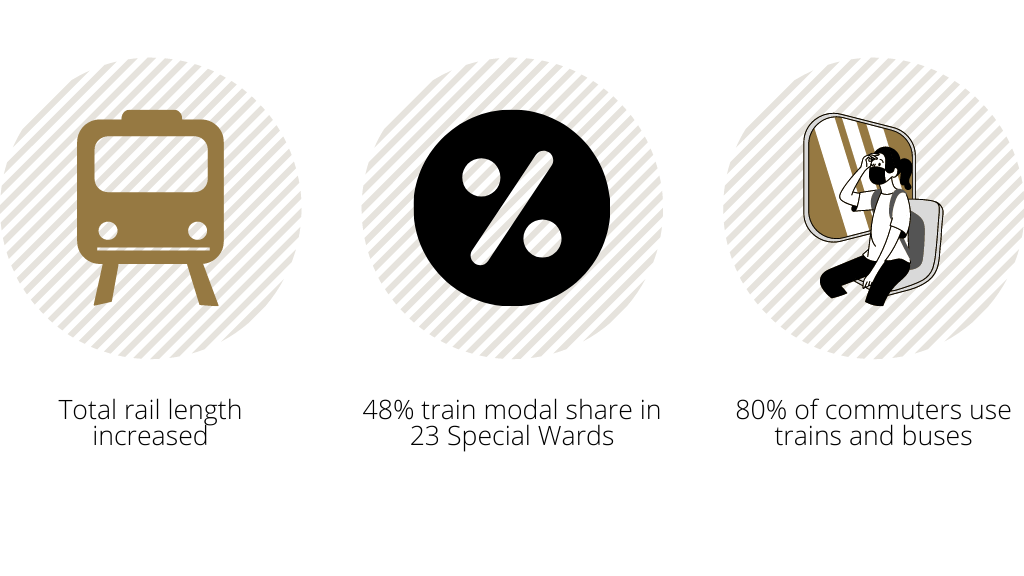 Total rail length
increased
48% train modal share in
23 Special Wards
80% of commuters use
trains and buses